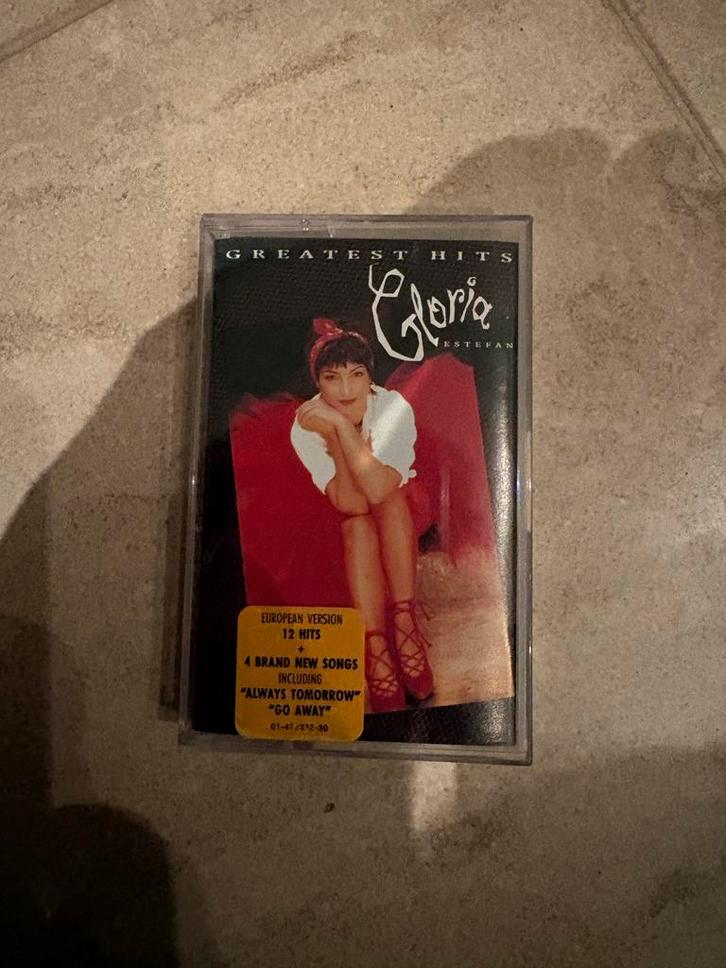 GREATEST HITS
Gloria
ESTEFAN
EUROPEAN VERSION
12 HITS
+
4 BRAND NEW SONGS
INCLUDING
"ALWAYS TOMORROW"
"GO AWAY"